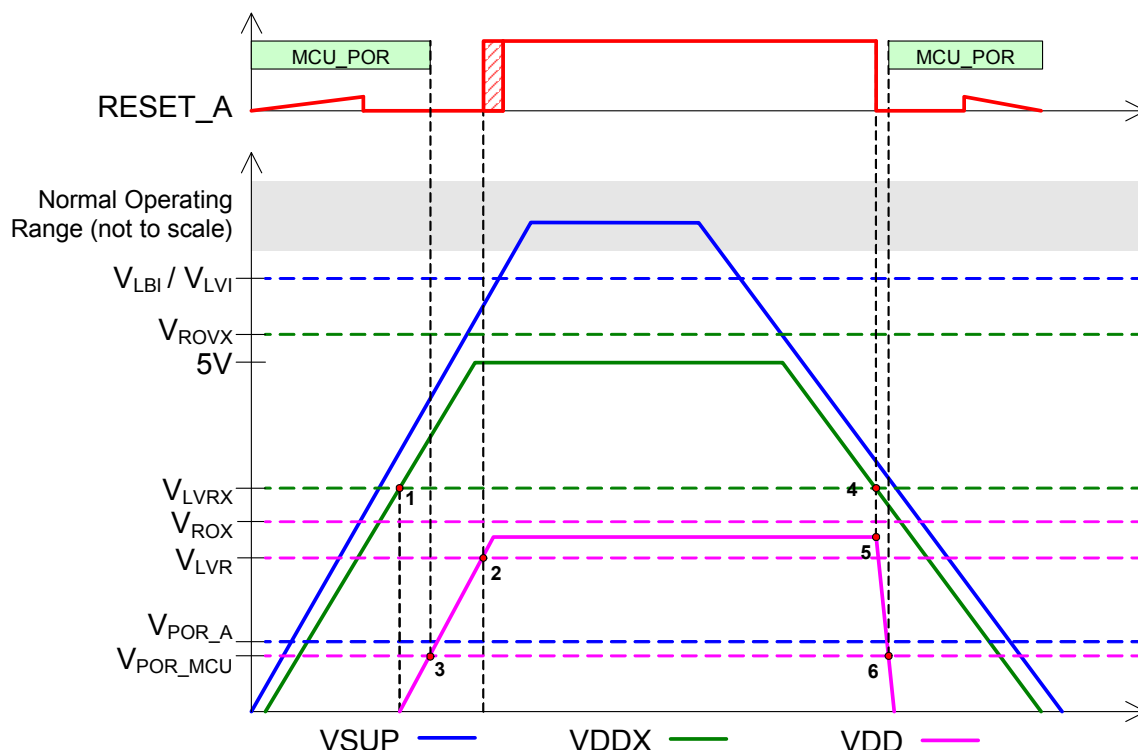 MCU_POR
MCU_POR
RESET_A
Normal Operating
Range (not to scale)
VLBI / VLVI
VROVX
5V
VLVRX
1
4
VROX
5
VLVR
2
VPOR_A
VPOR_MCU
3
6
VSUP
VDDX
VDD